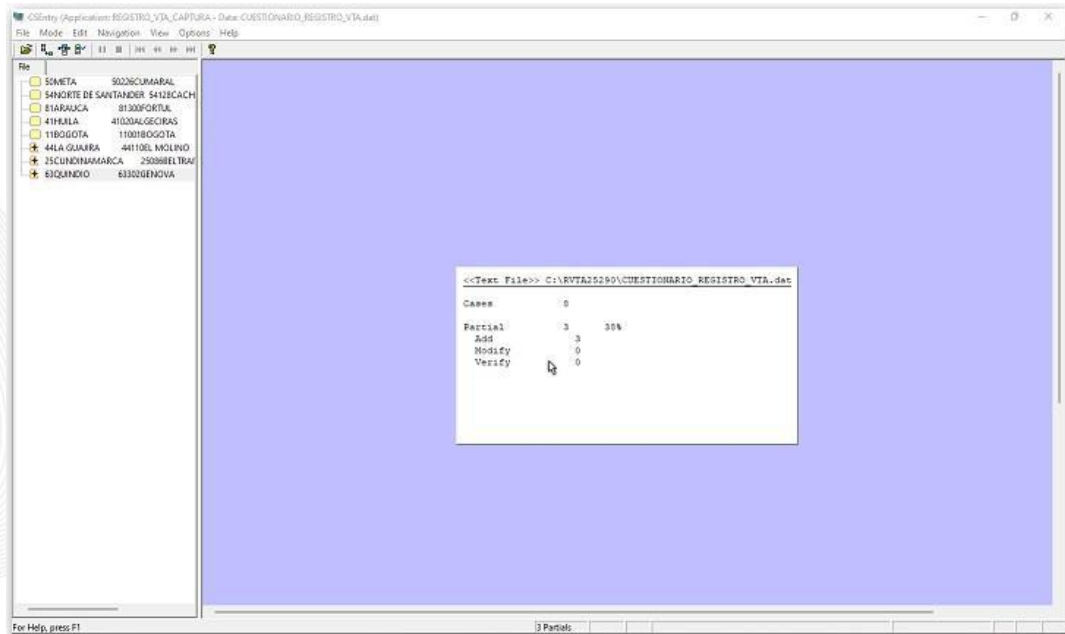 CSEntry (Application: REGISTRO_VTA_CAPTURA - Data: CUESTIONARIO_REGISTRO_VTA.dat)
File Mode Edit Navigation View Options Help
File
50META 50226CUMARAL
54NORTE DE SANTANDER 54128CACH
81ARAUCA 81300FORTUL
41HUILA 41020ALGECIRAS
11BOGOTA 11001BOGOTA
44LA GUAJIRA 44110EL MOLINO
25CUNDINAMARCA 25086BELTRA
63QUINDIO 63302GENOVA
<<Text File>> C:\RVTA25290\CUESTIONARIO_REGISTRO_VTA.dat
Cases 8
Partial 3 38%
Add 3
Modify 0
Verify 0
For Help, press F1
3 Partials